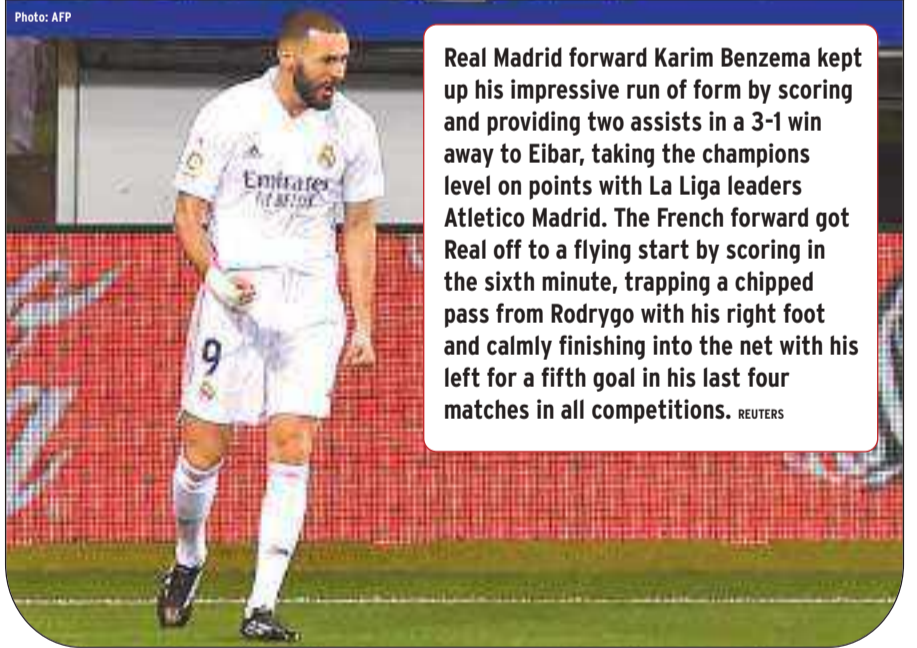 Photo: AFP
Real Madrid forward Karim Benzema kept
up his impressive run of form by scoring
and providing two assists in a 3-1 win
away to Eibar, taking the champions
level on points with La Liga leaders
Atletico Madrid. The French forward got
Real off to a flying start by scoring in
the sixth minute, trapping a chipped
pass from Rodrygo with his right foot
and calmly finishing into the net with his
left for a fifth goal in his last four
matches in all competitions. REUTERS
Emirates
FLY BETTER
9